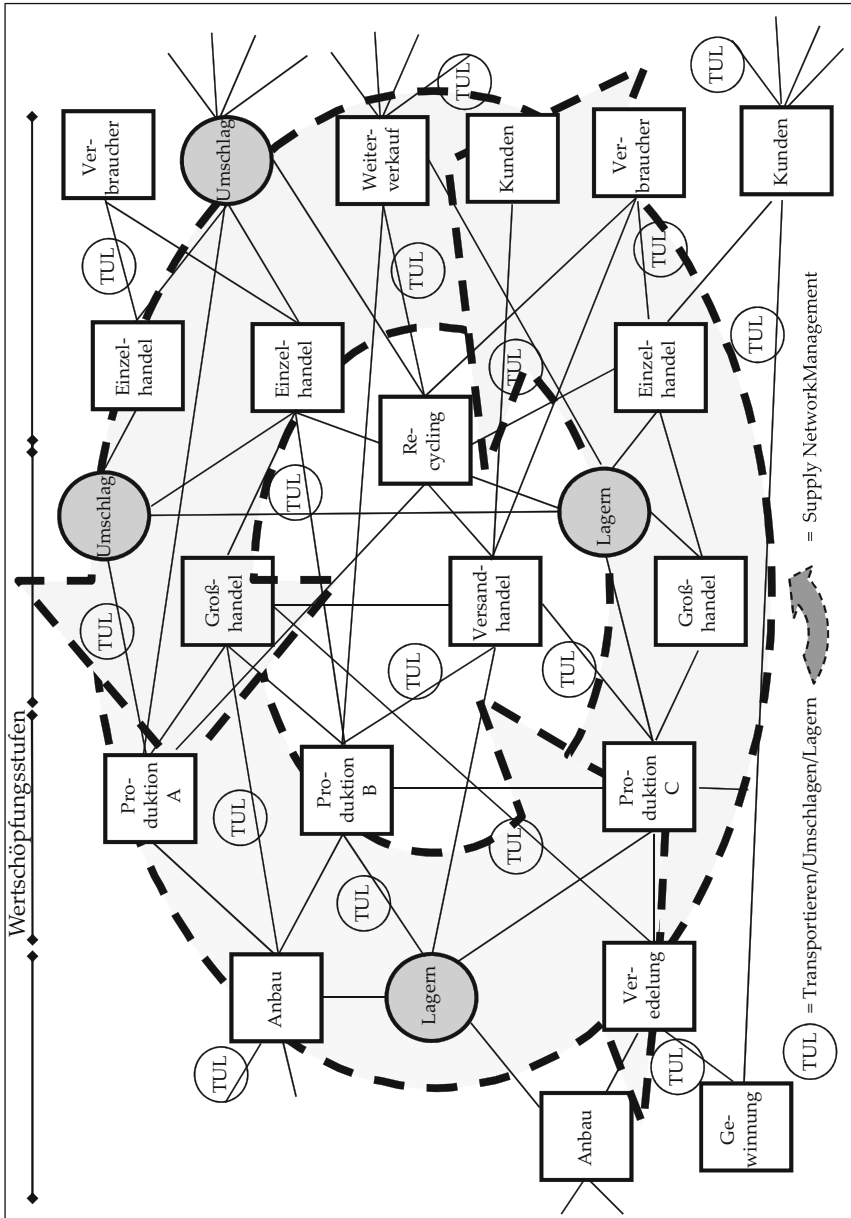 Wertschöpfungsstufen
Umschlag
Ver-
braucher
TUL
TUL
Pro-
duktion
A
Einzel-
handel
Umschlag
TUL
Anbau
TUL
Groß-
handel
TUL
Einzel-
handel
TUL
Pro-
duktion
B
Weiter-
verkauf
Lagern
TUL
Re-
cycling
TUL
TUL
Versand-
handel
TUL
Kunden
TUL
TUL
Anbau
TUL
Lagern
Ver-
edelung
Pro-
duktion
C
Einzel-
handel
TUL
Ver-
braucher
TUL
Groß-
handel
TUL
Ge-
winnung
TUL
Kunden
TUL = Transportieren/Umschlagen/Lagern
= Supply NetworkManagement